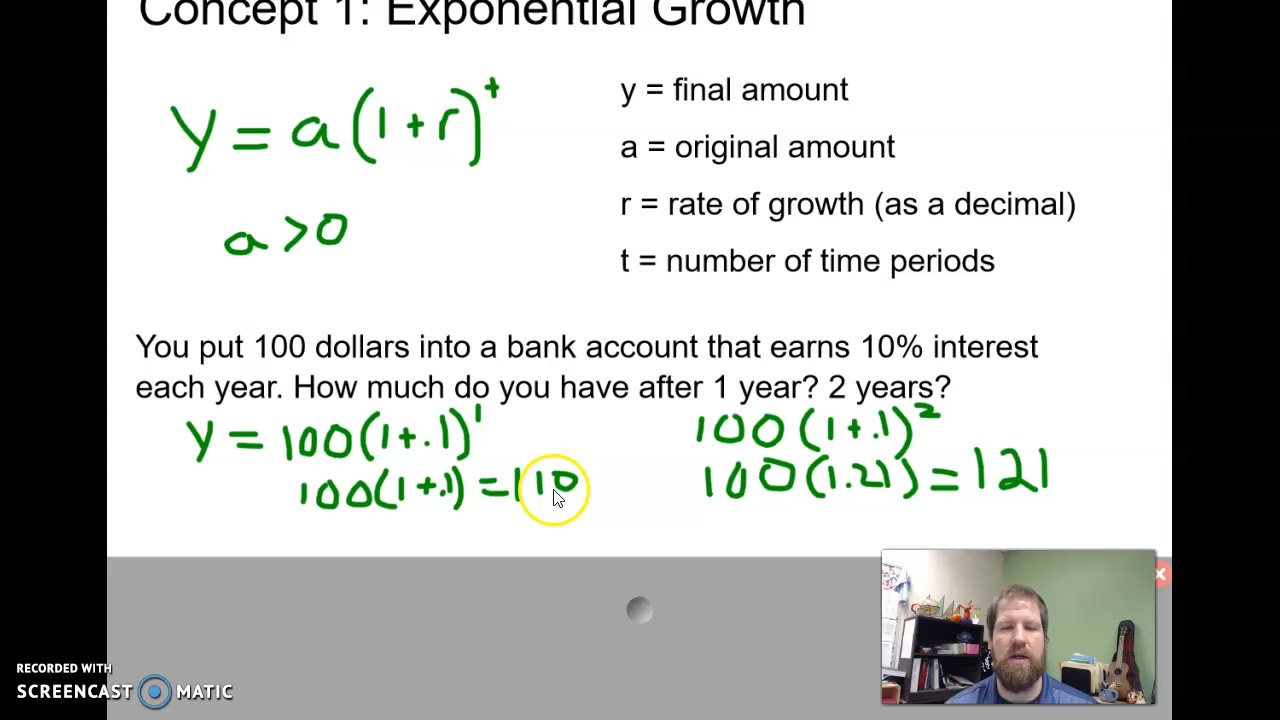 Concept 1: Exponential Growth
y = a(1+r)^t
y = final amount
a = original amount
a>0
r = rate of growth (as a decimal)
t = number of time periods
You put 100 dollars into a bank account that earns 10% interest
each year. How much do you have after 1 year? 2 years?
y = 100(1+.1)^1
100(1+.1) = 110
100(1+.1)^2
100(1.21) = 121
RECORDED WITH
SCREENCAST MATIC